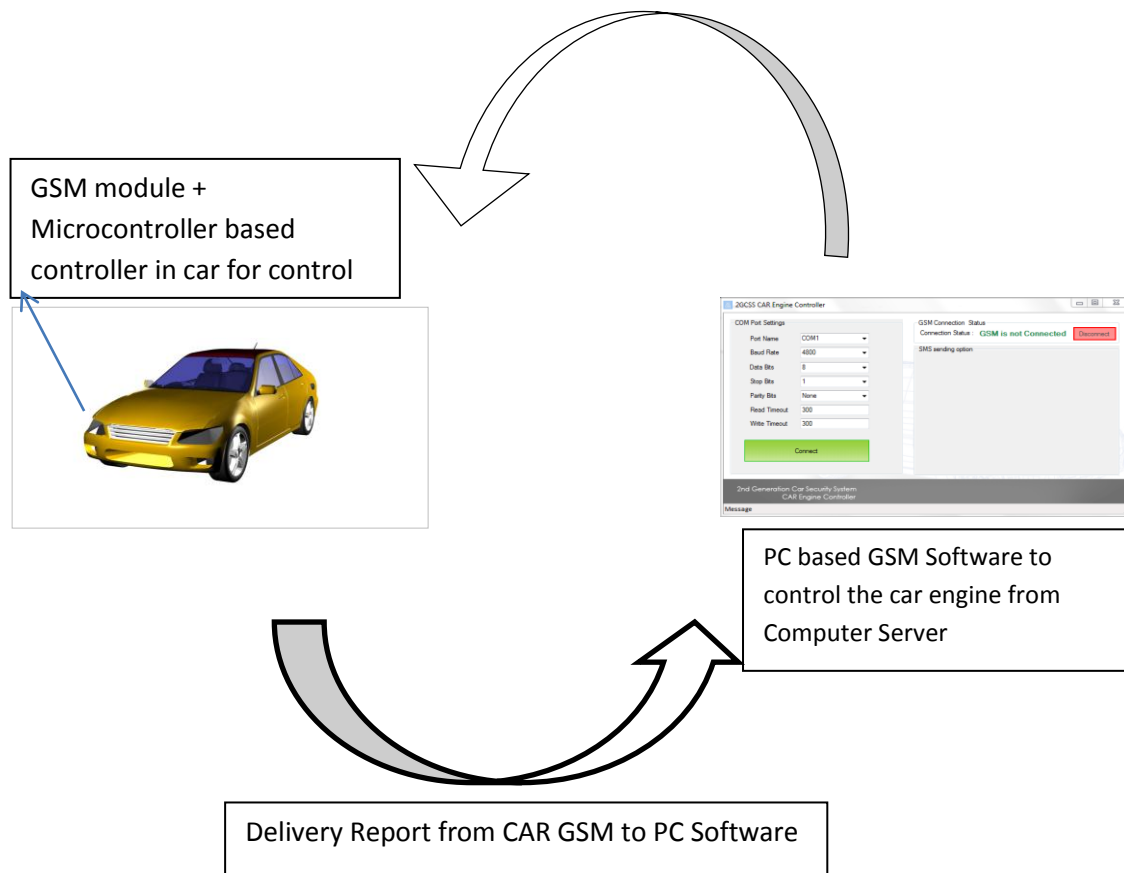 GSM module +
Microcontroller based
controller in car for control
2GCSS CAR Engine Controller
COM Port Settings
Port Name COM1
Baud Rate 4800
Data Bits 8
Stop Bits 1
Parity Bits None
Read Timeout 300
Write Timeout 300
Connect
GSM Connection Status
Connection Status : GSM is not Connected Disconnect
SMS sending option
2nd Generation Car Security System
CAR Engine Controller
Message
PC based GSM Software to
control the car engine from
Computer Server
Delivery Report from CAR GSM to PC Software